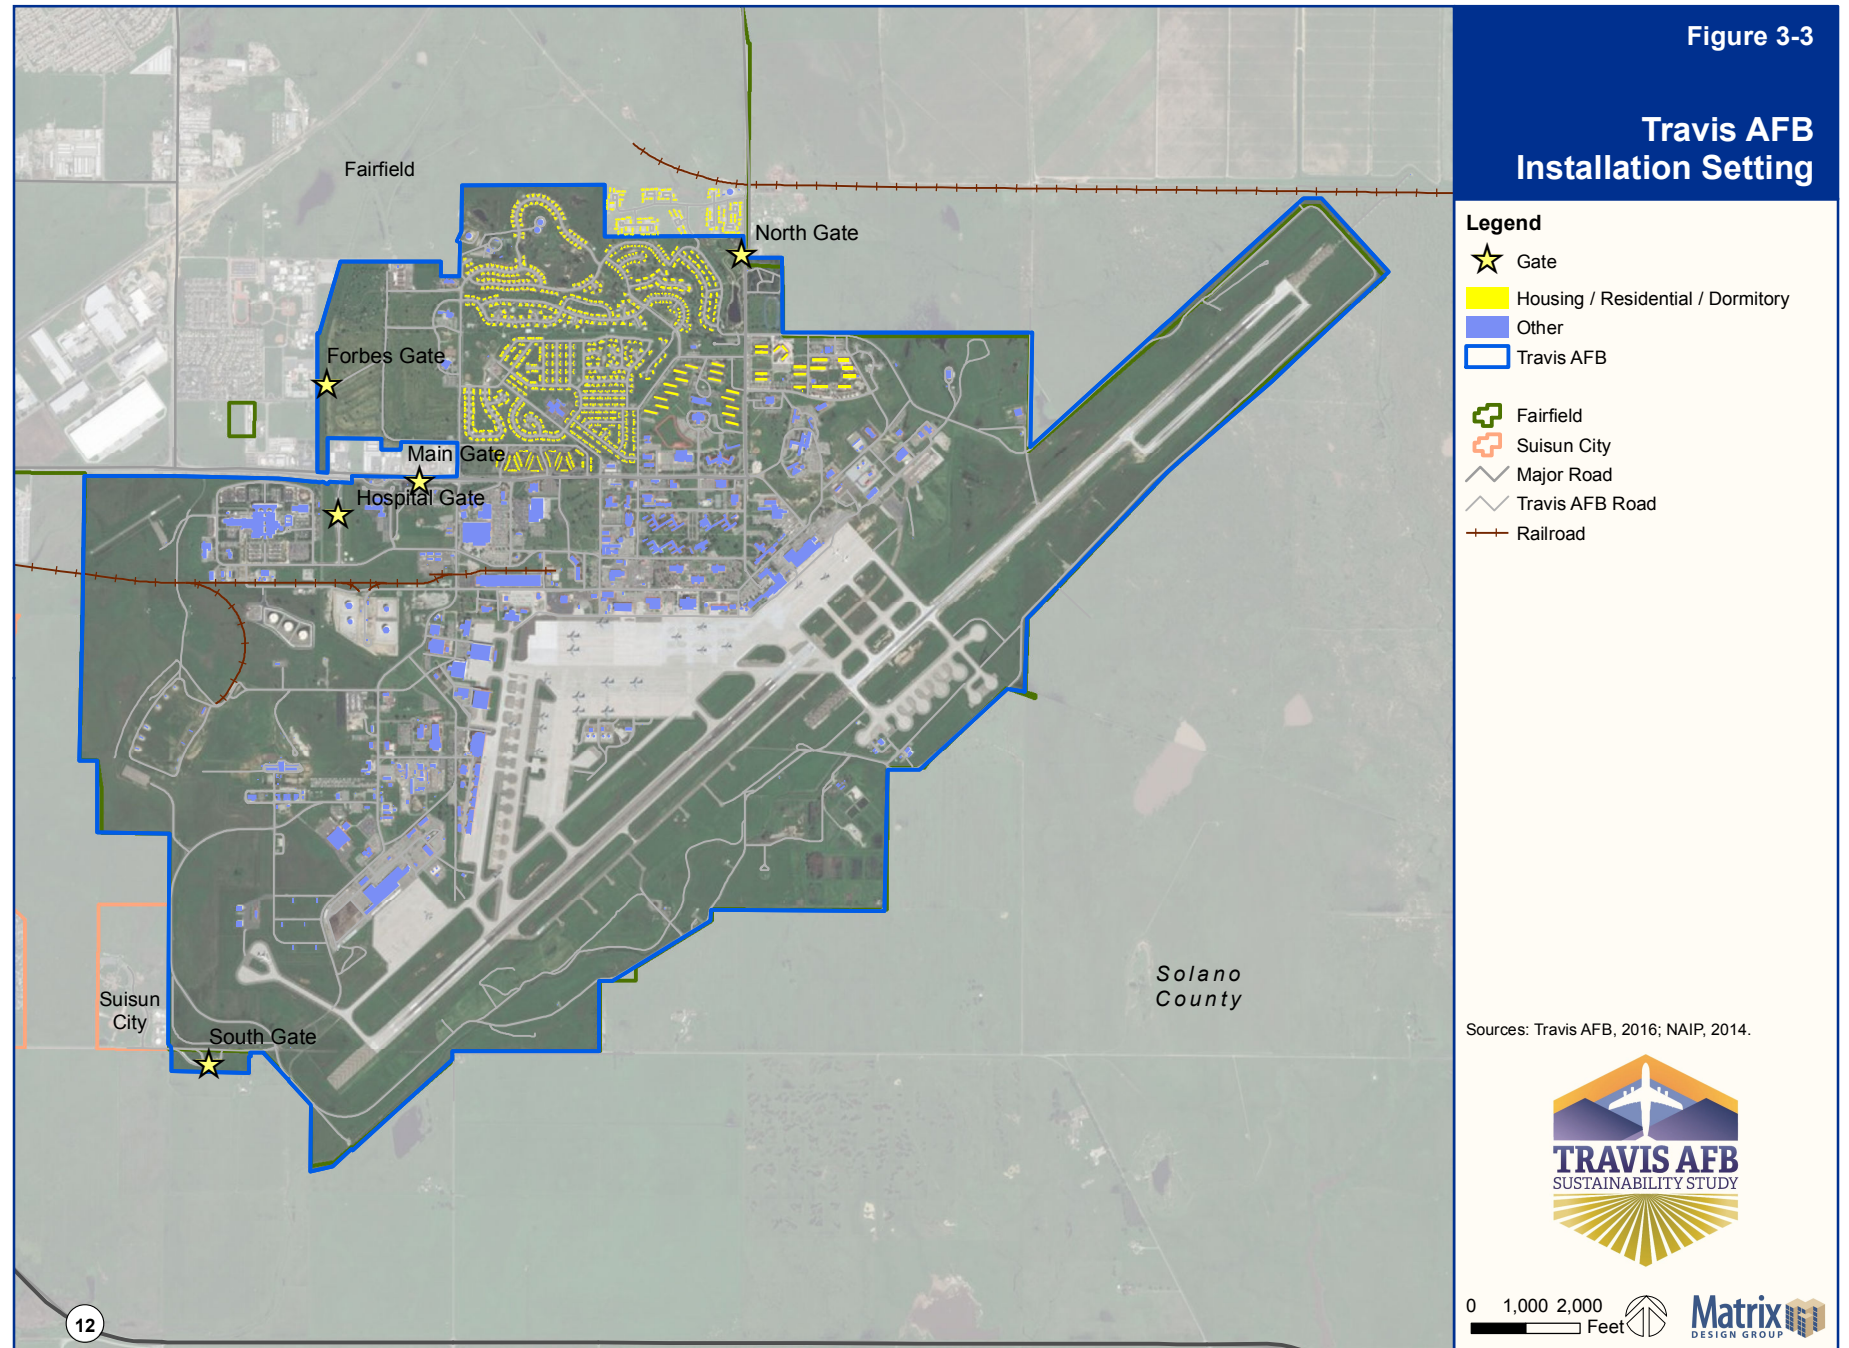 Figure 3-3
Travis AFB
Installation Setting
Legend
Gate
Housing / Residential / Dormitory
Other
Travis AFB
Fairfield
Suisun City
Major Road
Travis AFB Road
Railroad
Fairfield
North Gate
Forbes Gate
Main Gate
Hospital Gate
Solano
County
Suisun
City
South Gate
12
Sources: Travis AFB, 2016; NAIP, 2014.
TRAVIS AFB
SUSTAINABILITY STUDY
0 1,000 2,000
Feet
Matrix
DESIGN GROUP